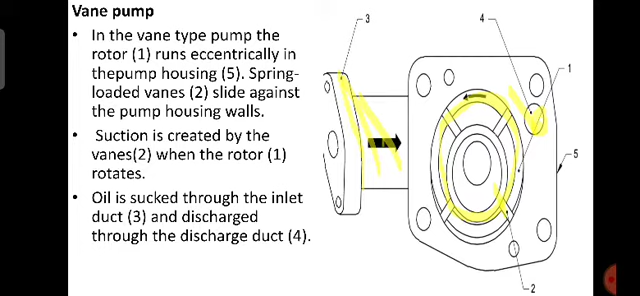 Vane pump
• In the vane type pump the
rotor (1) runs eccentrically in
thepump housing (5). Spring-
loaded vanes (2) slide against
the pump housing walls.
• Suction is created by the
vanes(2) when the rotor (1)
rotates.
• Oil is sucked through the inlet
duct (3) and discharged
through the discharge duct (4).
3
4
1
5
2